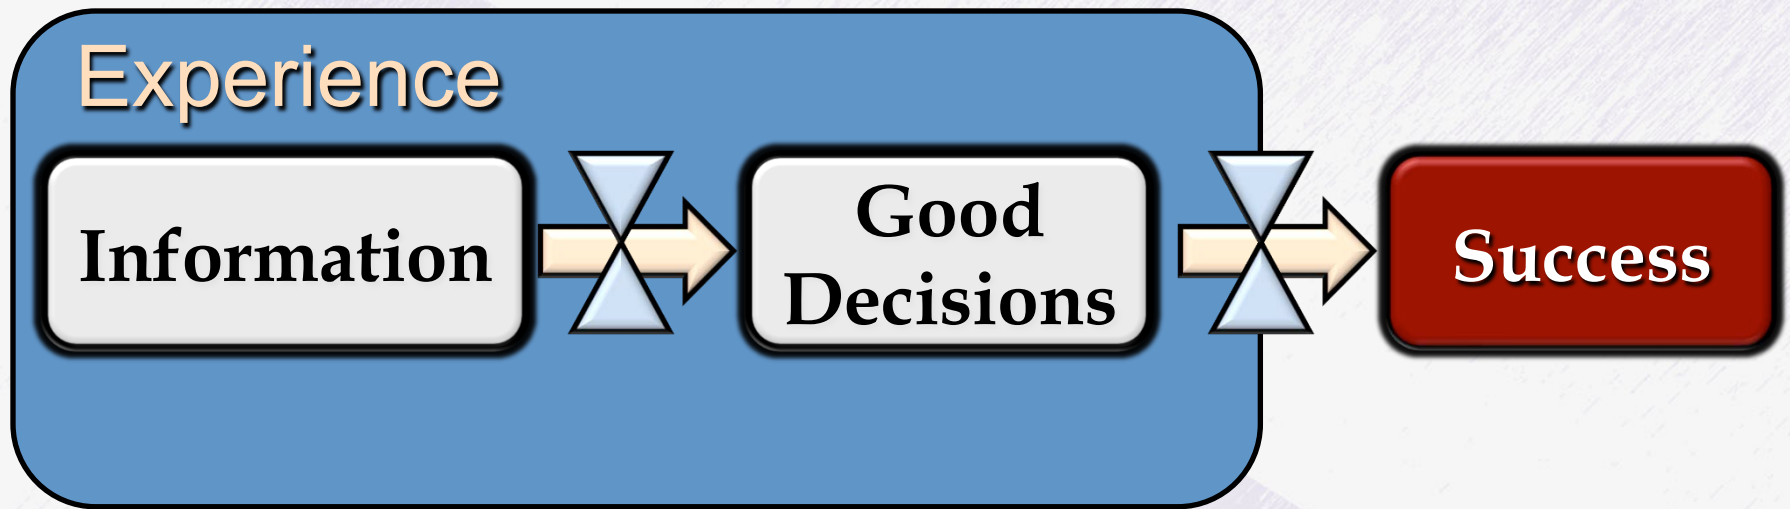 Experience
Information
Good
Decisions
Success